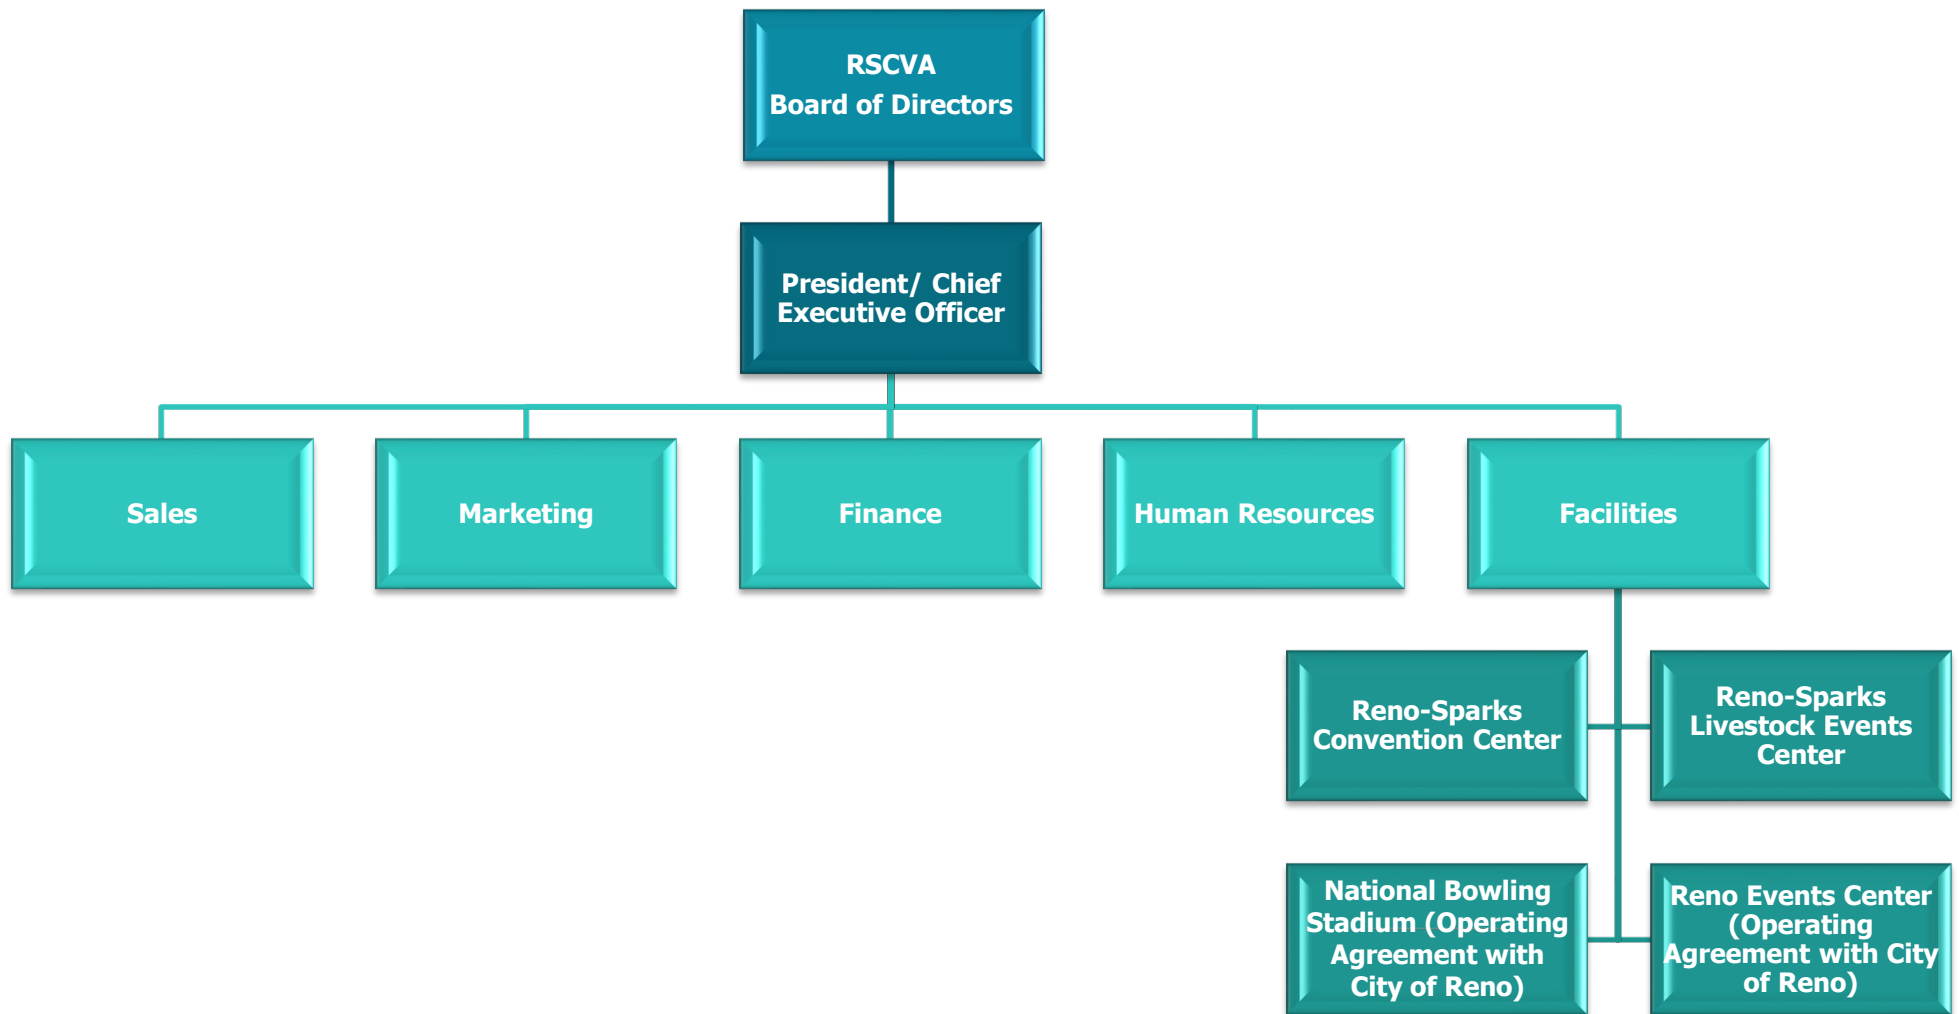 RSCVA
Board of Directors
President/ Chief
Executive Officer
Sales
Marketing
Finance
Human Resources
Facilities
Reno-Sparks
Convention Center
Reno-Sparks
Livestock Events
Center
National Bowling
Stadium (Operating
Agreement with
City of Reno)
Reno Events Center
(Operating
Agreement with City
of Reno)